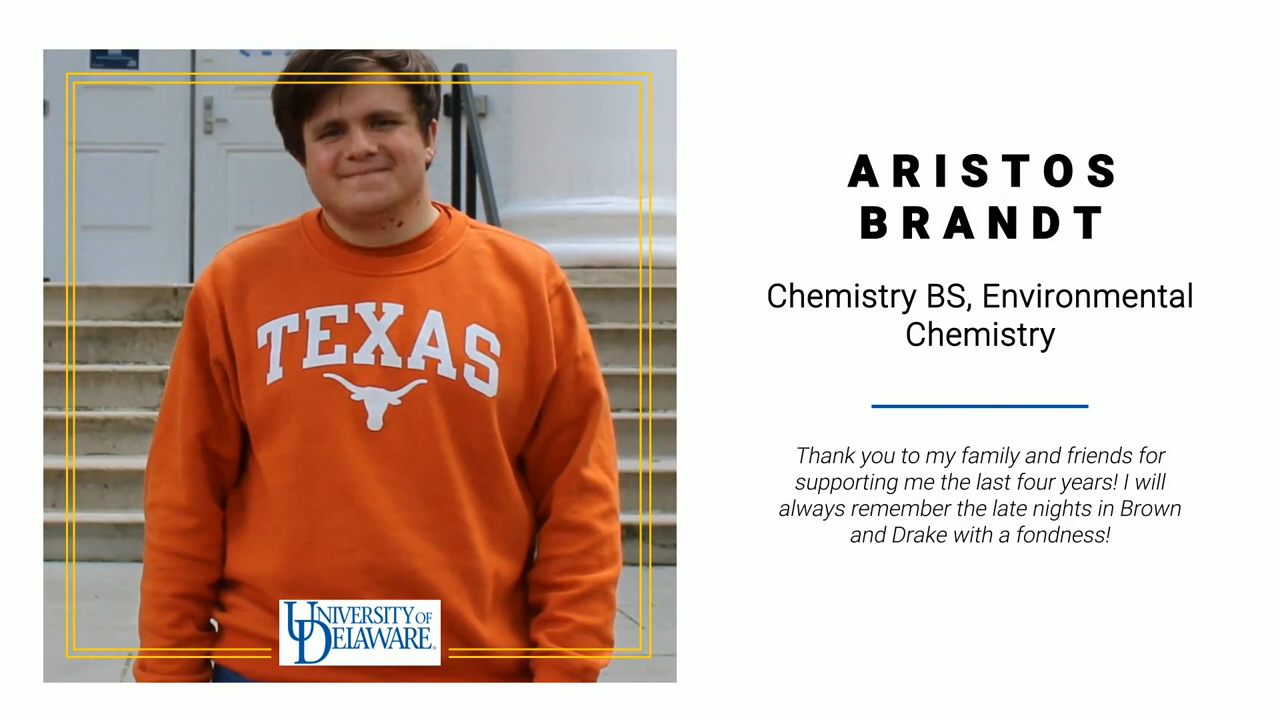 TEXAS
UNIVERSITY OF
DELAWARE
ARISTOS
BRANDT
Chemistry BS, Environmental
Chemistry
Thank you to my family and friends for
supporting me the last four years! I will
always remember the late nights in Brown
and Drake with a fondness!